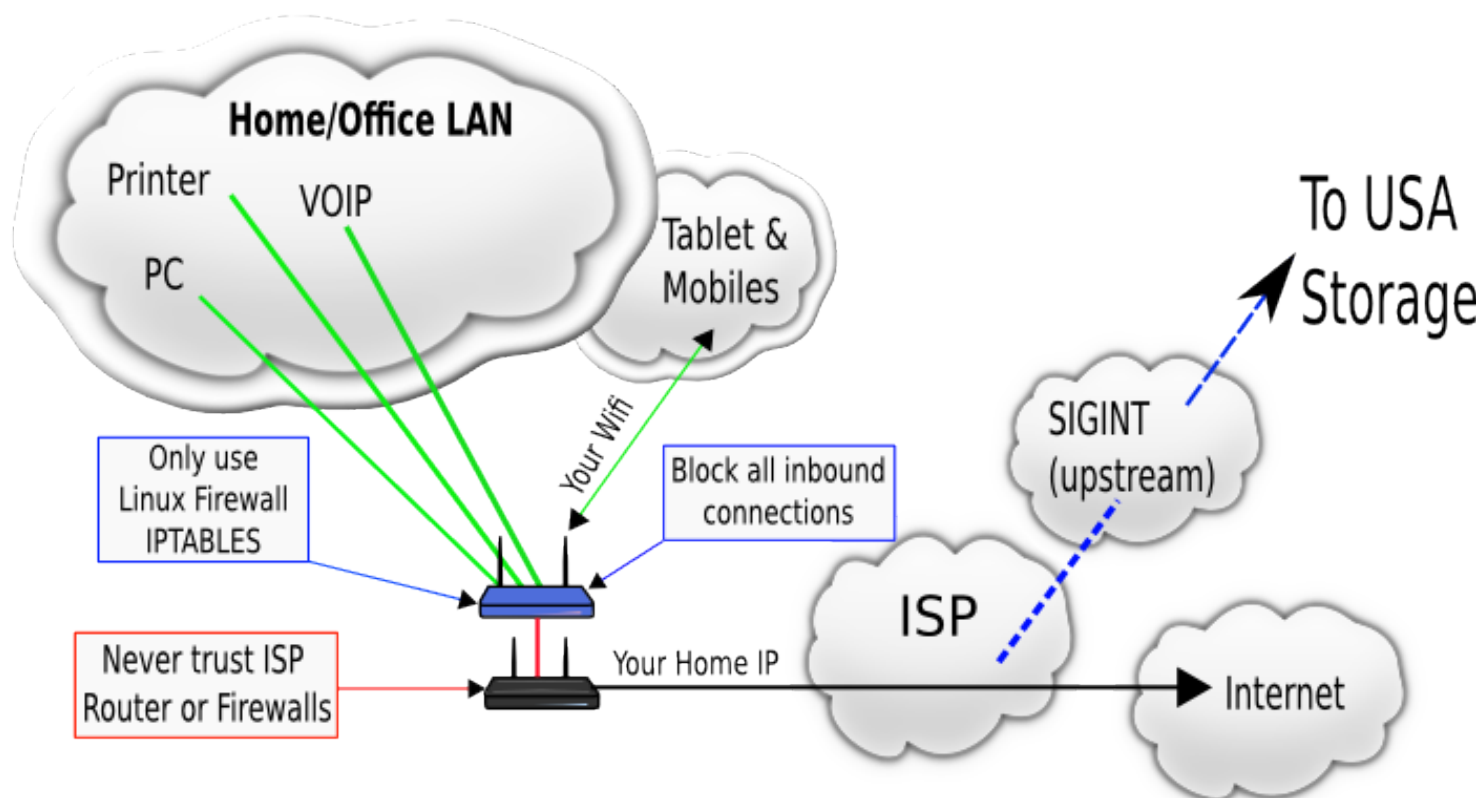 Home/Office LAN
Printer
VOIP
PC
Tablet &
Mobiles
To USA
Storage
SIGINT
(upstream)
Your Wifi
Only use
Linux Firewall
IPTABLES
Block all inbound
connections
ISP
Never trust ISP
Router or Firewalls
Your Home IP
Internet